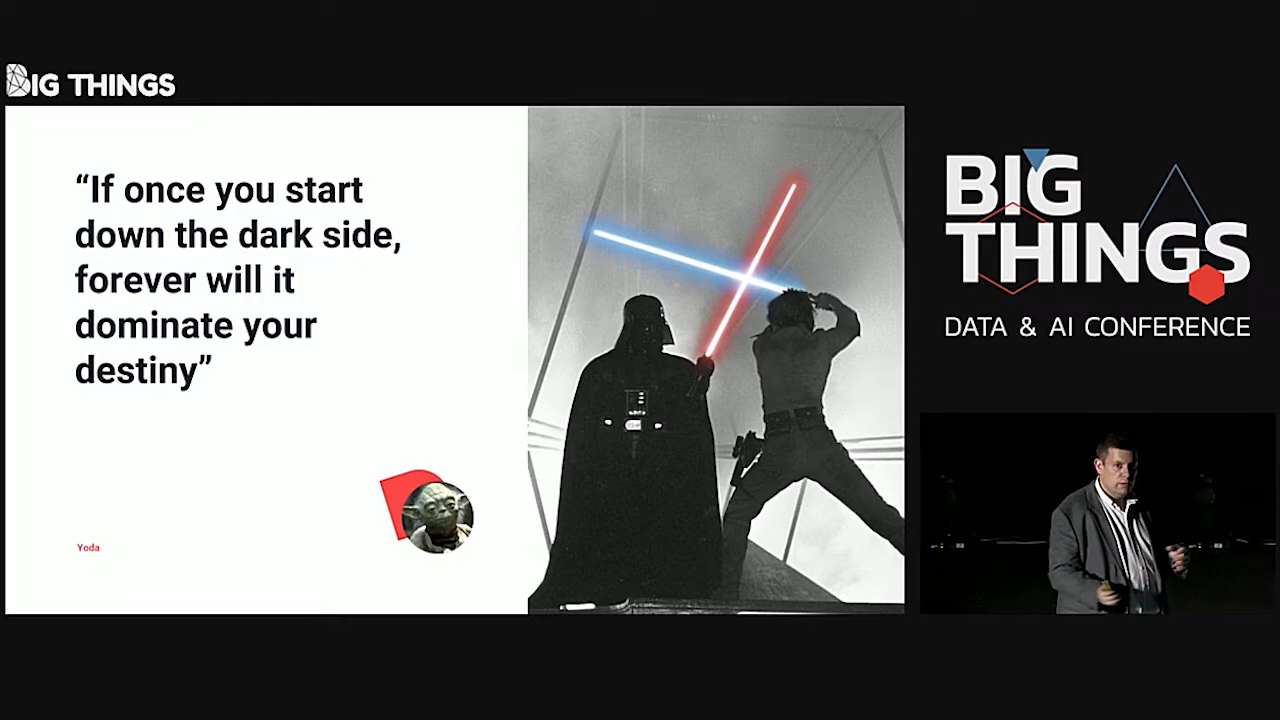 BIG THINGS
“If once you start
down the dark side,
forever will it
dominate your
destiny”
Yoda
BIG
THINGS
DATA & AI CONFERENCE